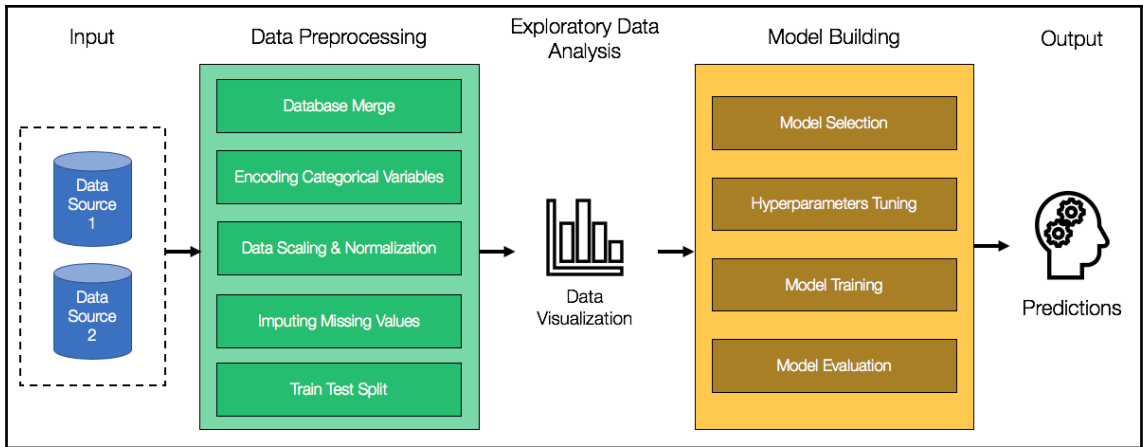 Input
Data Preprocessing
Exploratory Data
Analysis
Model Building
Output
Data
Source
1
Data
Source
2
Database Merge
Encoding Categorical Variables
Data Scaling & Normalization
Imputing Missing Values
Train Test Split
Data
Visualization
Model Selection
Hyperparameters Tuning
Model Training
Model Evaluation
Predictions